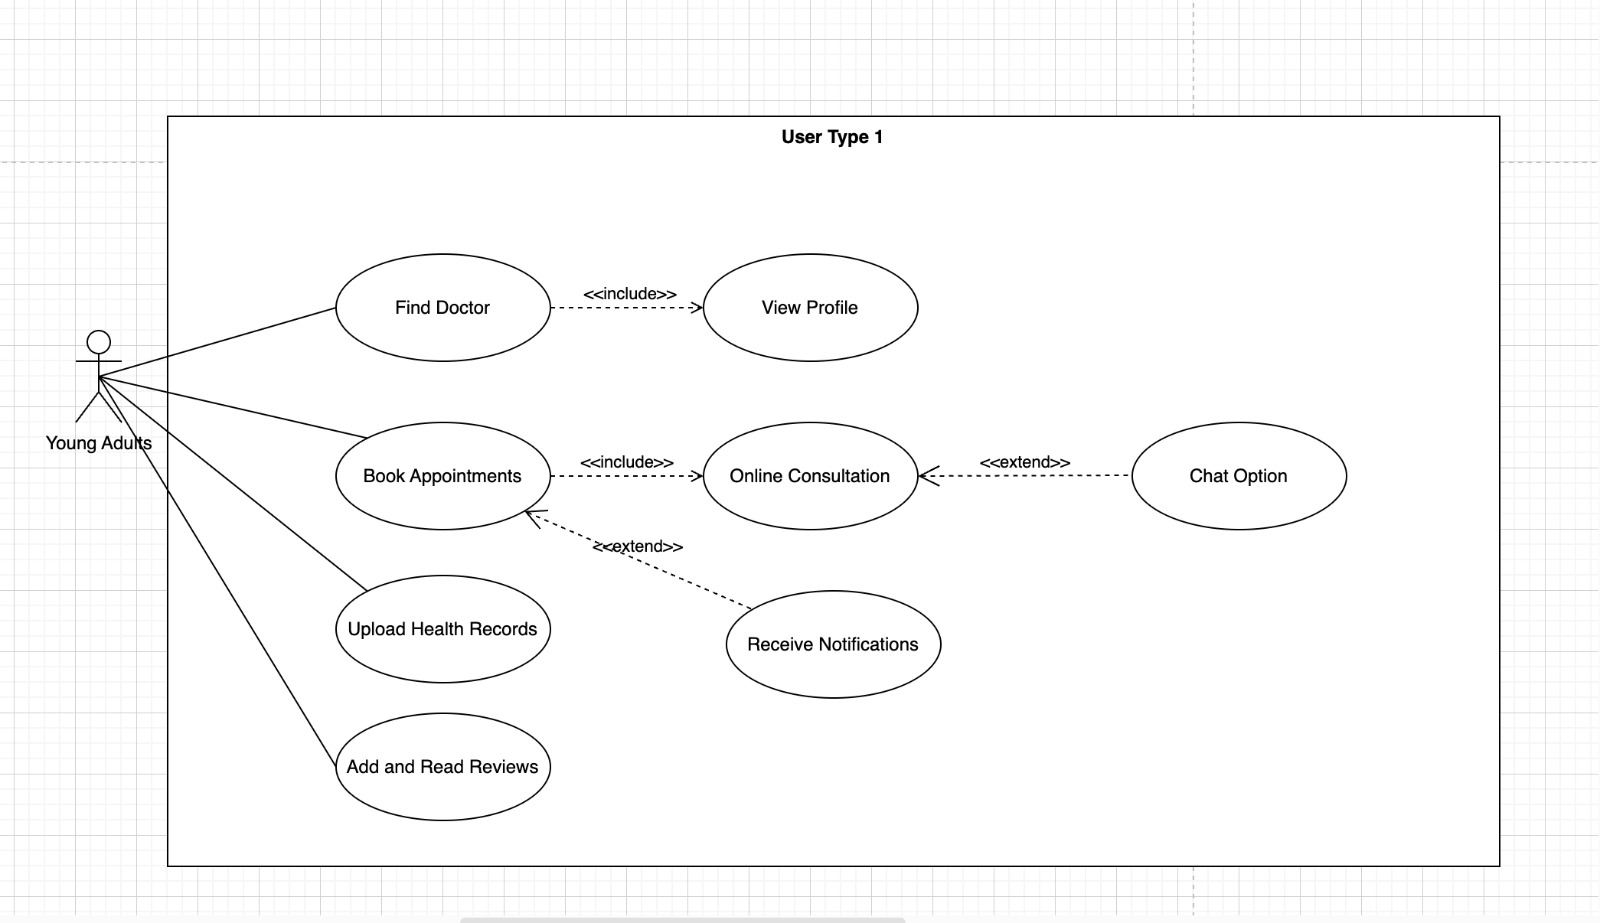 User Type 1
Find Doctor
<<include>>
View Profile
Young Adults
Book Appointments
<<include>>
Online Consultation
<<extend>>
Chat Option
<<extend>>
Upload Health Records
Receive Notifications
Add and Read Reviews